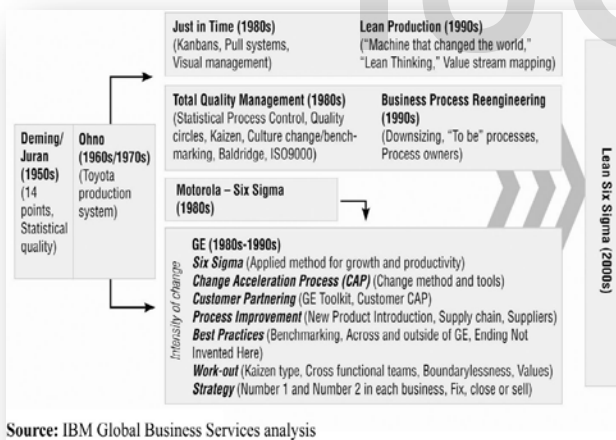 Just in Time (1980s)
(Kanbans, Pull systems,
Visual management)
Lean Production (1990s)
("Machine that changed the world,"
"Lean Thinking," Value stream mapping)
Total Quality Management (1980s)
(Statistical Process Control, Quality
circles, Kaizen, Culture change/bench-
marking, Baldridge, ISO9000)
Business Process Reengineering
(1990s)
(Downsizing, "To be" processes,
Process owners)
Deming/
Juran
(1950s)
(14
points,
Statistical
quality)
Ohno
(1960s/1970s)
(Toyota
production
system)
Motorola – Six Sigma
(1980s)
Intensity of change
GE (1980s-1990s)
Six Sigma (Applied method for growth and productivity)
Change Acceleration Process (CAP) (Change method and tools)
Customer Partnering (GE Toolkit, Customer CAP)
Process Improvement (New Product Introduction, Supply chain, Suppliers)
Best Practices (Benchmarking, Across and outside of GE, Ending Not
Invented Here)
Work-out (Kaizen type, Cross functional teams, Boundarylessness, Values)
Strategy (Number 1 and Number 2 in each business, Fix, close or sell)
Lean Six Sigma (2000s)
Source: IBM Global Business Services analysis